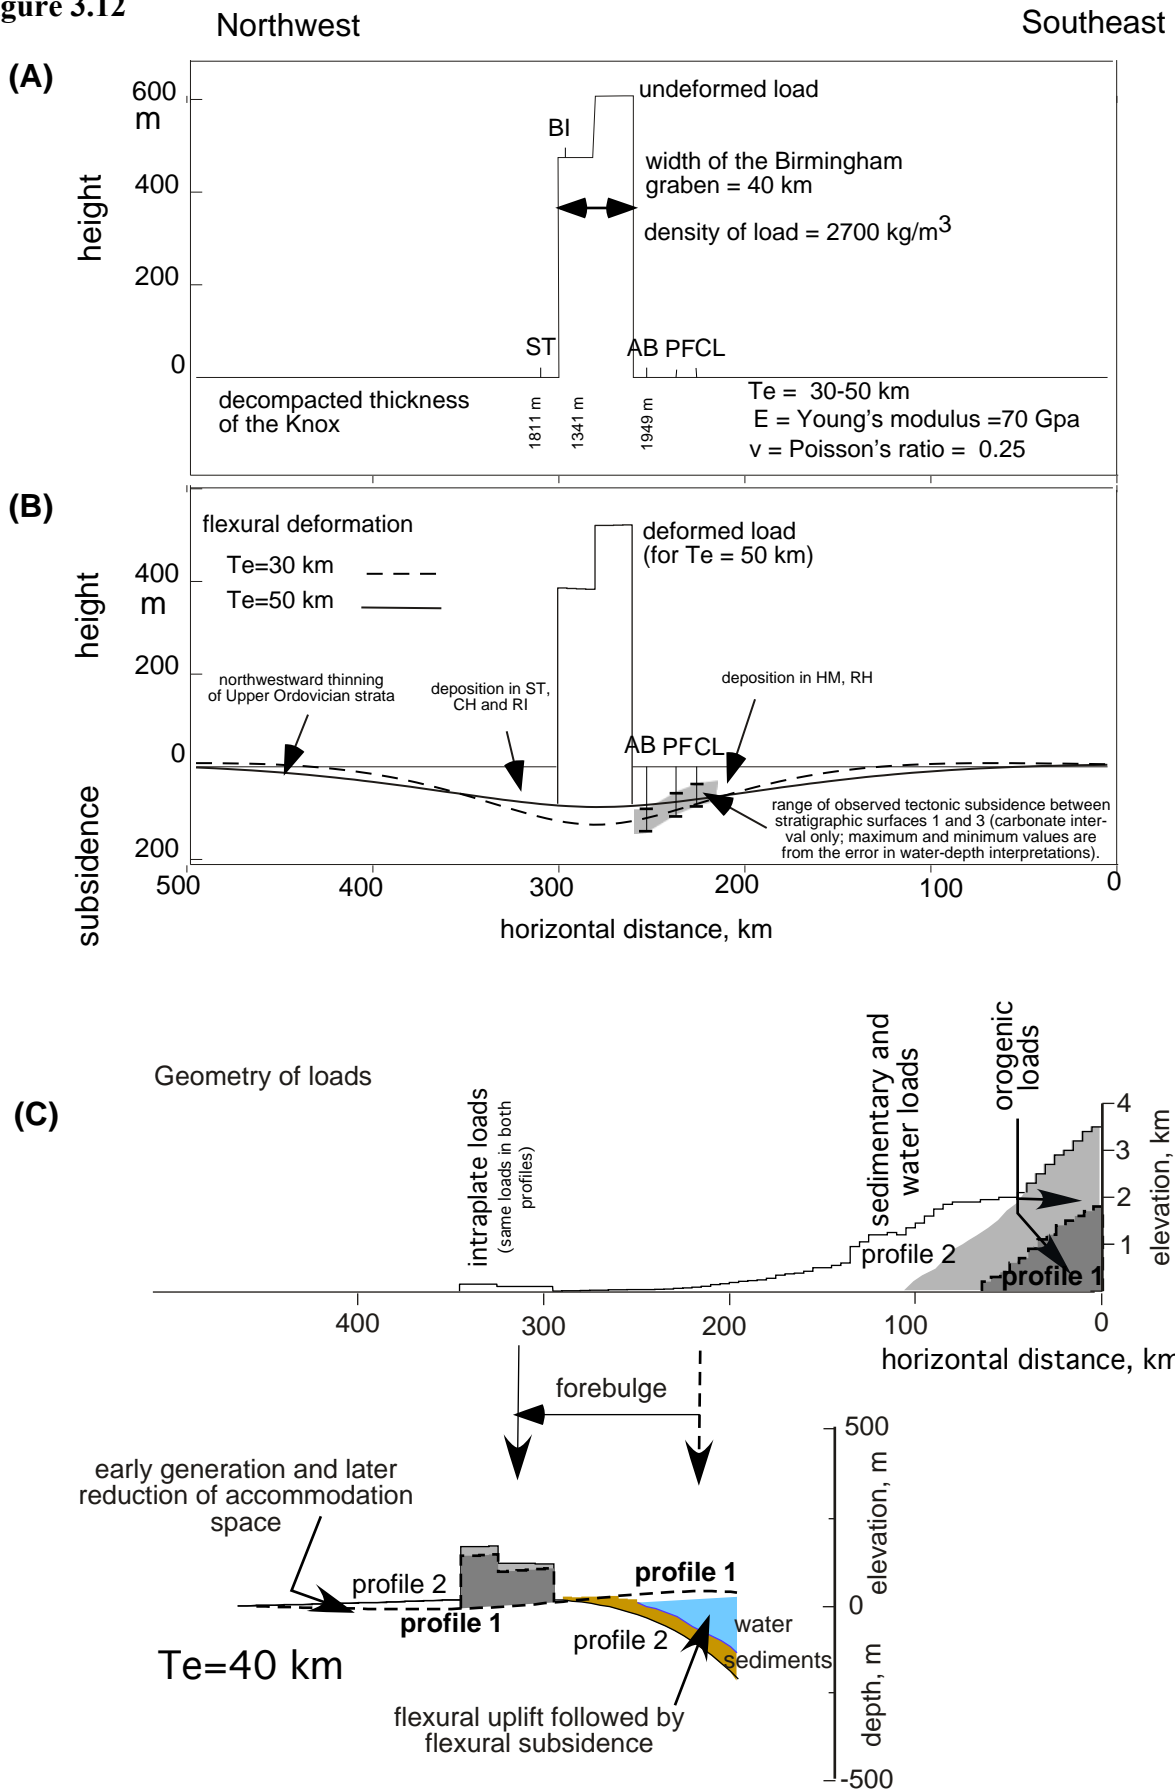 gure 3.12
Northwest
Southeast
(A)
600
m
400
200
0
height
undeformed load
BI
width of the Birmingham
graben = 40 km
density of load = 2700 kg/m3
ST
AB PFCL
decompacted thickness
of the Knox
1811 m
1341 m
1949 m
Te = 30-50 km
E = Young's modulus =70 Gpa
v = Poisson's ratio = 0.25
(B)
flexural deformation
Te=30 km
Te=50 km
deformed load
(for Te = 50 km)
400
m
200
0
200
height
subsidence
northwestward thinning
of Upper Ordovician strata
deposition in ST,
CH and RI
deposition in HM, RH
AB PFCL
range of observed tectonic subsidence between
stratigraphic surfaces 1 and 3 (carbonate inter-
val only; maximum and minimum values are
from the error in water-depth interpretations).
500
400
300
200
100
0
horizontal distance, km
Geometry of loads
(C)
intraplate loads
(same loads in both
profiles)
sedimentary and
water loads
orogenic
loads
4
3
2
1
elevation, km
profile 2
profile 1
400
300
200
100
0
horizontal distance, km
forebulge
early generation and later
reduction of accommodation
space
profile 2
profile 1
profile 1
profile 2
water
sediments
500
0
-500
elevation, m
depth, m
Te=40 km
flexural uplift followed by
flexural subsidence